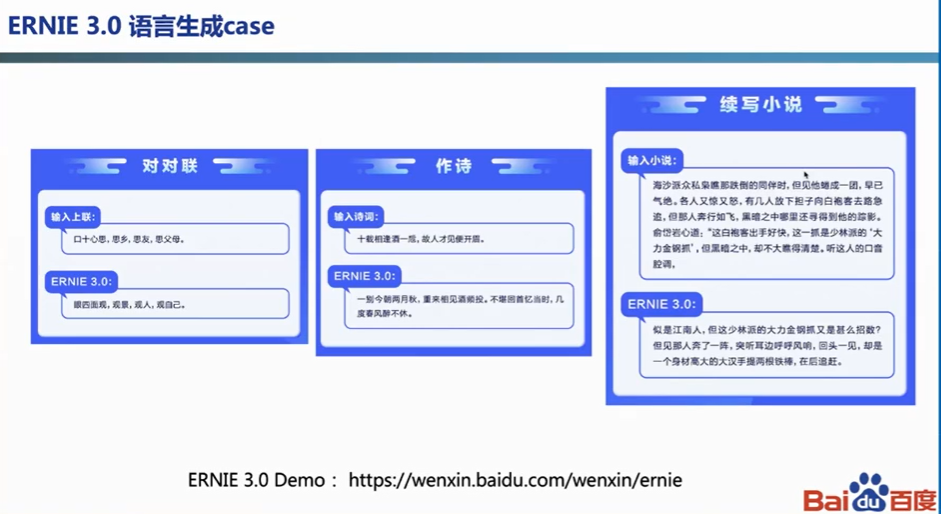 ERNIE 3.0 语言生成case
对对联
输入上联:
口十心思,思乡,思友,思父母。
ERNIE 3.0:
眼四面观,观景,观人,观自己。
作诗
输入诗词:
十载相逢酒一卮,故人才见便开眉。
ERNIE 3.0:
一别今朝两月秋,重来相见酒频投。不堪回首忆当时,几
度春风醉不休。
续写小说
输入小说:
海沙派众私枭瞧那跌倒的同伴时,但见他蜷成一团,早已
气绝。各人又惊又怒,有几人放下担子向白袍客去路急
追,但那人奔行如飞,黑暗之中哪里还寻得到他的踪影。
俞岱岩心道:“这白袍客出手好快,这一抓是少林派的‘大
力金钢抓’,但黑暗之中,却不大瞧得清楚。听这人的口音
腔调,
ERNIE 3.0:
似是江南人,但这少林派的大力金钢抓又是甚么招数?
但见那人奔了一阵,突听耳边呼呼风响,回头一见,却是
一个身材高大的大汉手提两根铁棒,在后追赶。
ERNIE 3.0 Demo: https://wenxin.baidu.com/wenxin/ernie
Baidu百度